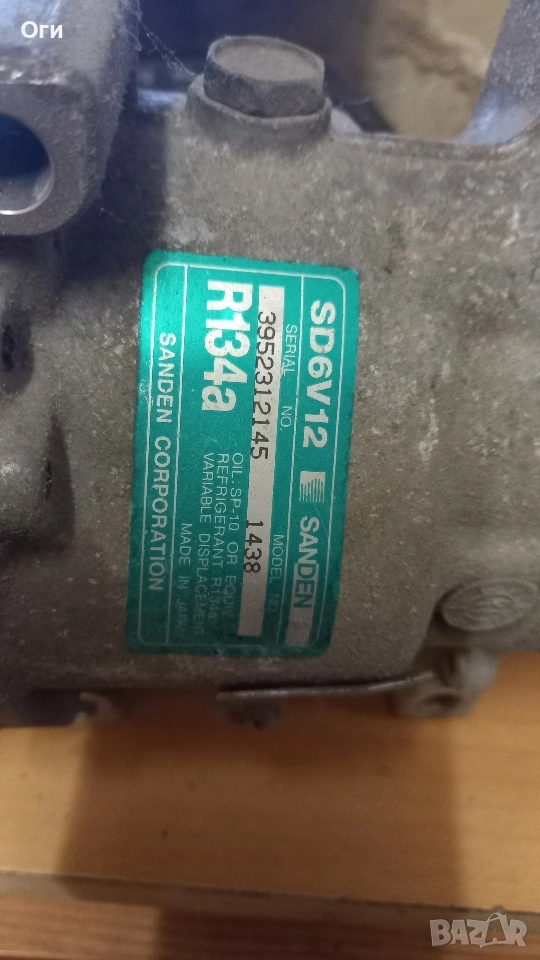 Оги
SD6V12 SANDEN
SERIAL NO. MODEL NO.
3952312145 1438
R134a
OIL: SP-10 OR EQUIV.
REFRIGERANT: R134a
VARIABLE DISPLACEMENT
SANDEN CORPORATION MADE IN JAPAN
BAZAR